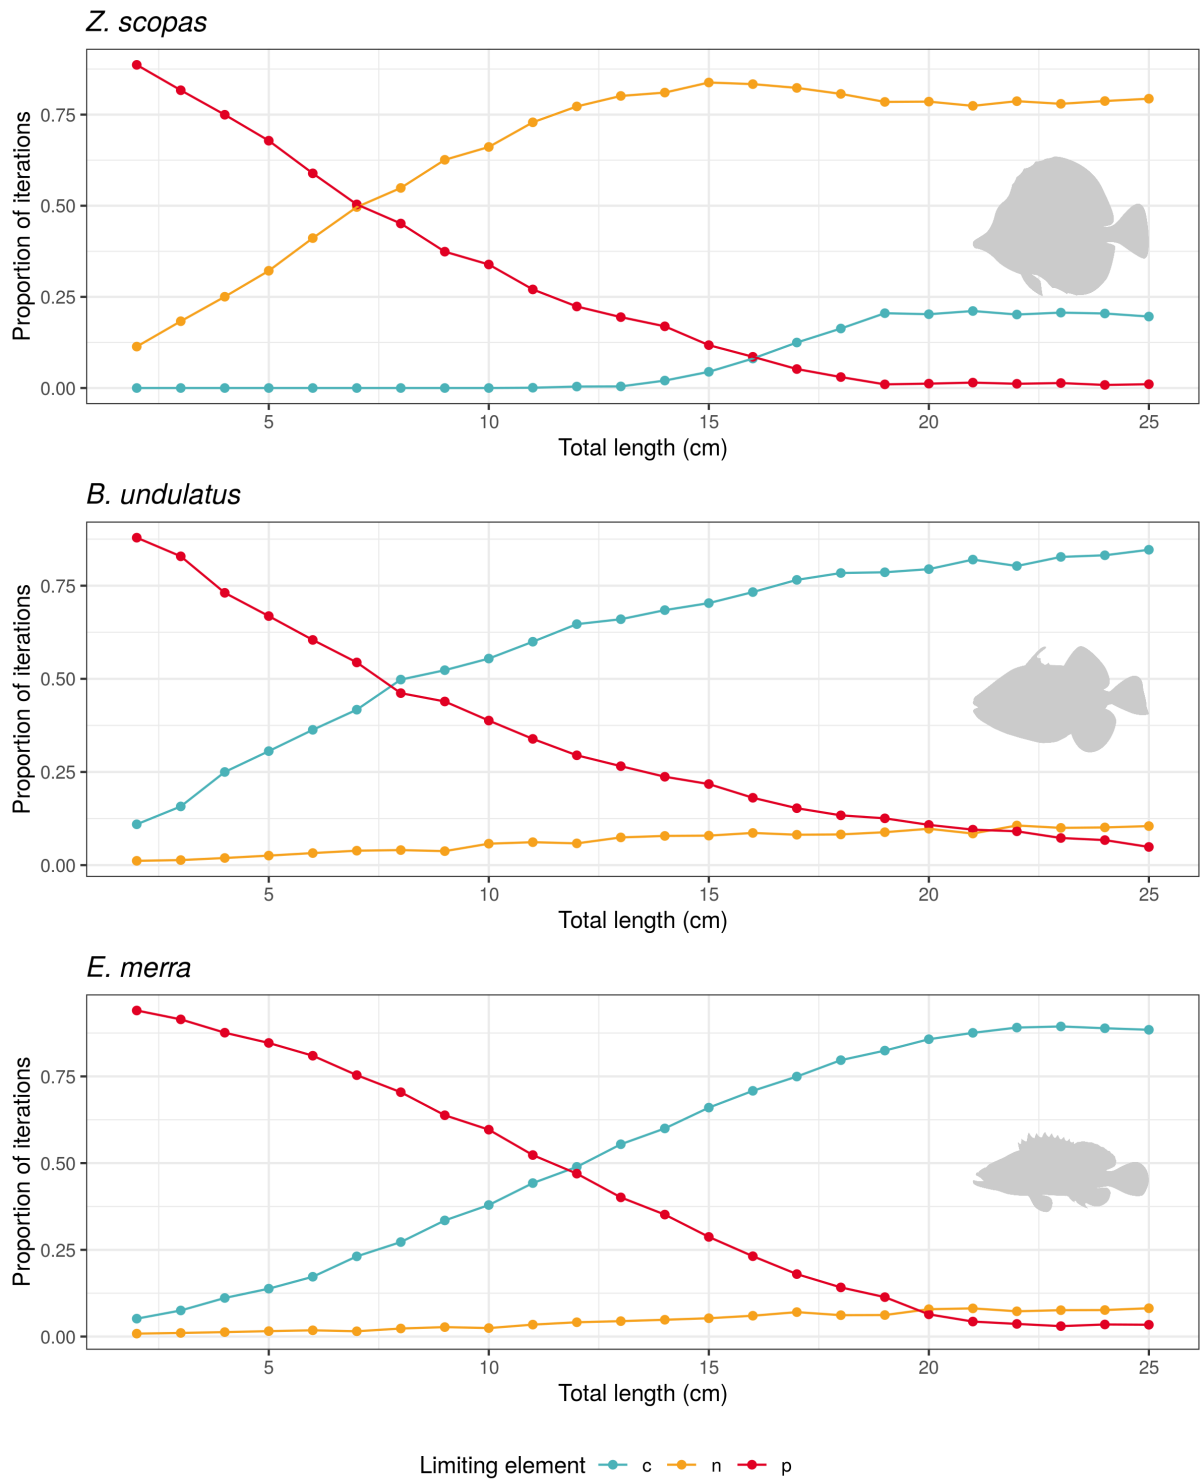 Z. scopas
Proportion of iterations
0.75
0.50
0.25
0.00
5 10 15 20 25
Total length (cm)
B. undulatus
Proportion of iterations
0.75
0.50
0.25
0.00
5 10 15 20 25
Total length (cm)
E. merra
Proportion of iterations
0.75
0.50
0.25
0.00
5 10 15 20 25
Total length (cm)
Limiting element c n p